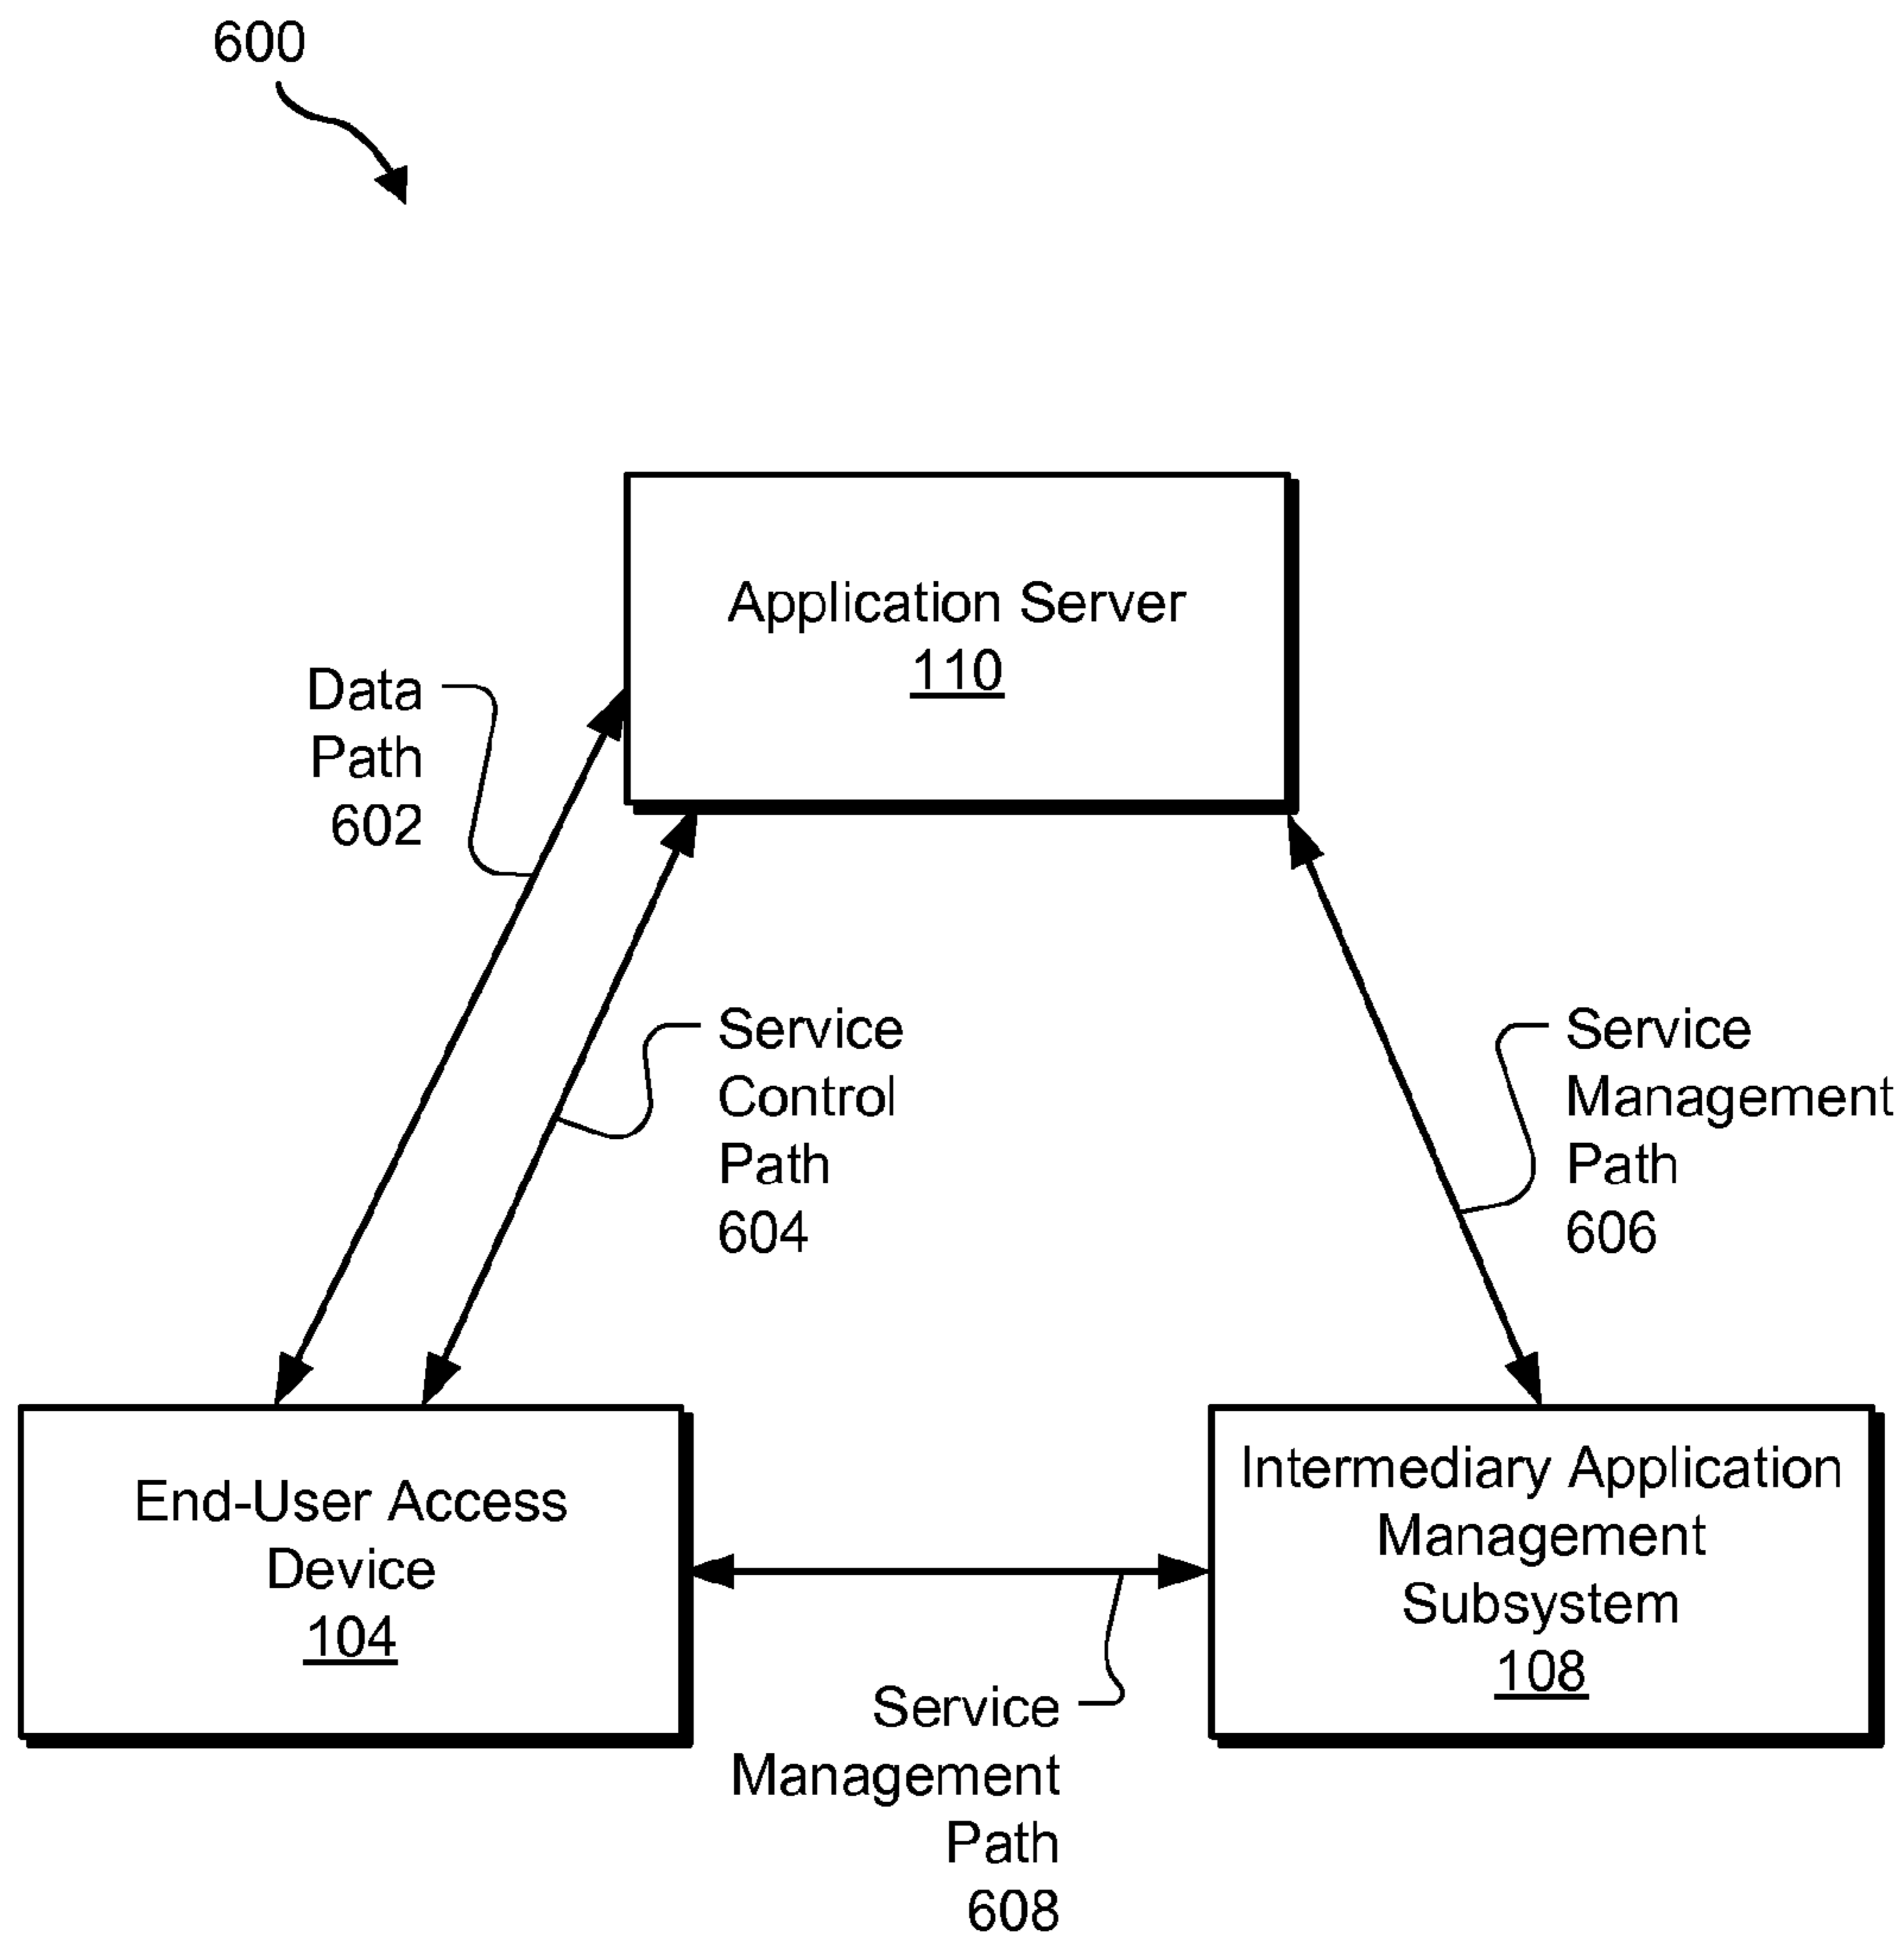 600
Application Server
110
Data
Path
602
Service
Control
Path
604
Service
Management
Path
606
End-User Access
Device
104
Intermediary Application
Management
Subsystem
108
Service
Management
Path
608